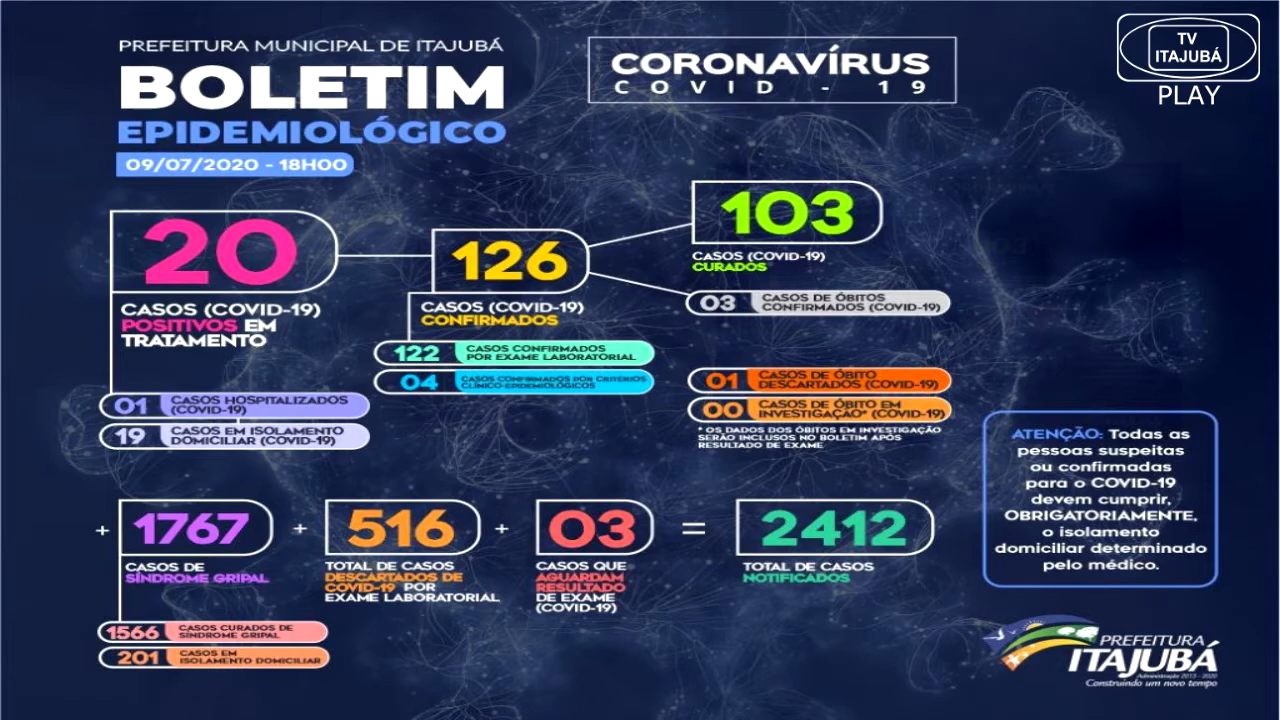 PREFEITURA MUNICIPAL DE ITAJUBÁ
BOLETIM
EPIDEMIOLÓGICO
09/07/2020 - 18H00
CORONAVÍRUS
COVID - 19
TV
ITAJUBÁ
PLAY
20
CASOS (COVID-19)
POSITIVOS EM
TRATAMENTO
01
CASOS HOSPITALIZADOS
(COVID-19)
19
CASOS EM ISOLAMENTO
DOMICILIAR (COVID-19)
126
CASOS (COVID-19)
CONFIRMADOS
122
CASOS CONFIRMADOS
POR EXAME LABORATORIAL
04
CASOS CONFIRMADOS POR CRITÉRIOS
CLÍNICO-EPIDEMIOLÓGICOS
103
CASOS (COVID-19)
CURADOS
03
CASOS DE ÓBITOS
CONFIRMADOS (COVID-19)
01
CASOS DE ÓBITO
DESCARTADOS (COVID-19)
00
CASOS DE ÓBITO EM
INVESTIGAÇÃO* (COVID-19)
* OS DADOS DOS ÓBITOS EM INVESTIGAÇÃO
SERÃO INCLUSOS NO BOLETIM APÓS
RESULTADO DE EXAME
ATENÇÃO: Todas as
pessoas suspeitas
ou confirmadas
para o COVID-19
devem cumprir,
OBRIGATORIAMENTE,
o isolamento
domiciliar determinado
pelo médico.
+ 1767 + 516 + 03 = 2412
CASOS DE
SÍNDROME GRIPAL
TOTAL DE CASOS
DESCARTADOS DE
COVID-19 POR
EXAME LABORATORIAL
CASOS QUE
AGUARDAM
RESULTADO
DE EXAME
(COVID-19)
TOTAL DE CASOS
NOTIFICADOS
1566
CASOS CURADOS DE
SÍNDROME GRIPAL
201
CASOS EM
ISOLAMENTO DOMICILIAR
PREFEITURA
ITAJUBÁ
Administração 2013 - 2020
Construindo um novo tempo